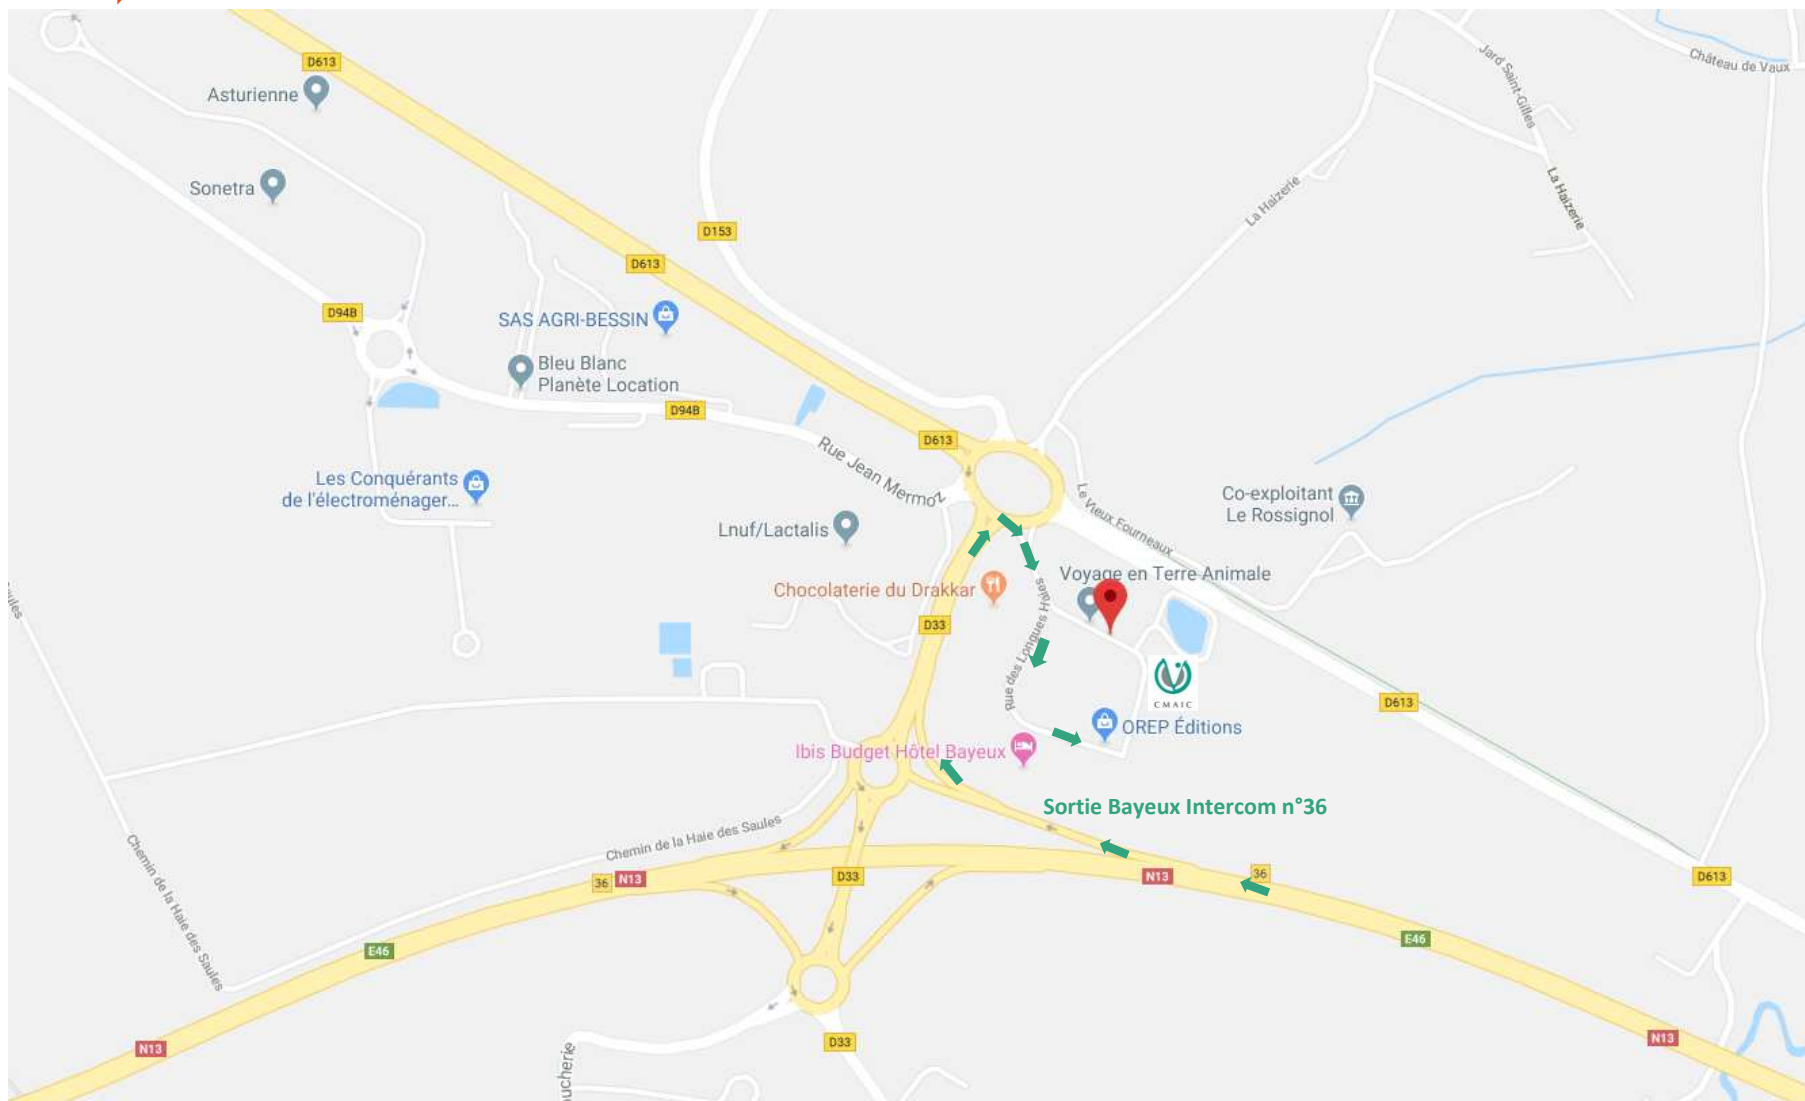 D613
Château de Vaux
Jard Saint-Gilles
Asturienne
Sonetra
La Haizerie
La Haizerie
D153
D613
D94B
SAS AGRI-BESSIN
Bleu Blanc
Planète Location
D94B
D613
Rue Jean Mermoz
Les Conquérants
de l'électroménager...
Le Vieux Fourneaux
Co-exploitant
Le Rossignol
Lnuf/Lactalis
Voyage en Terre Animale
Chocolaterie du Drakkar
D33
Rue des Longues Haies
CMAIC
D613
OREP Éditions
Ibis Budget Hôtel Bayeux
Sortie Bayeux Intercom n°36
Chemin de la Haie des Saules
Chemin de la Haie des Saules
36
N13
D33
N13
36
D613
E46
E46
N13
D33
N13